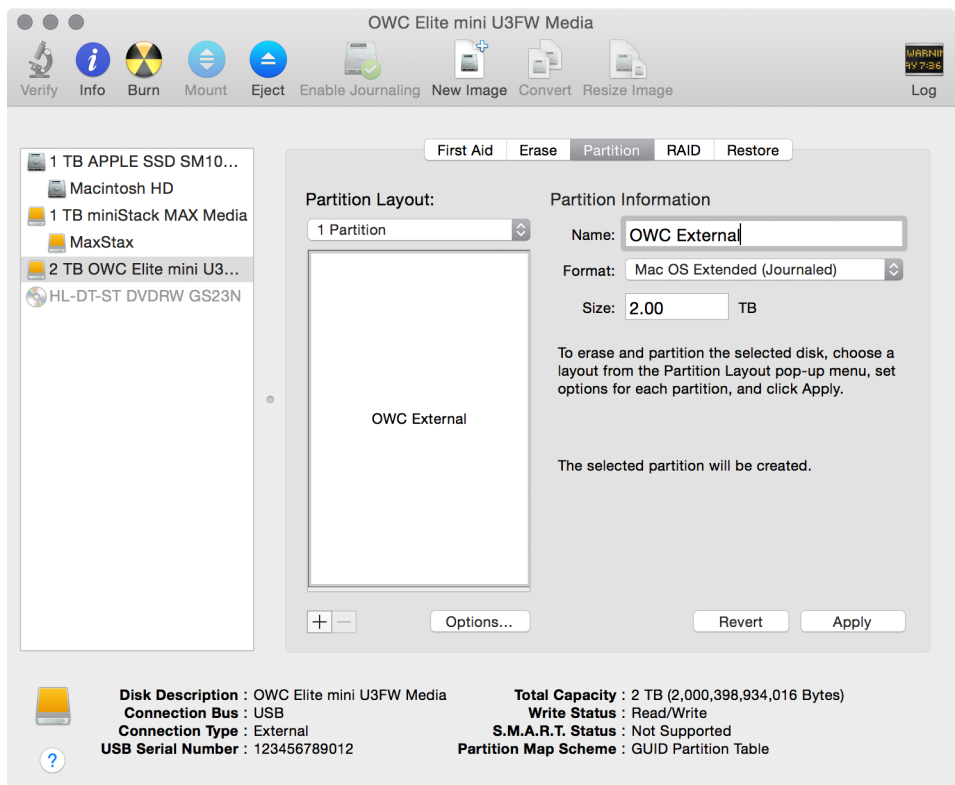 OWC Elite mini U3FW Media
Verify Info Burn Mount Eject Enable Journaling New Image Convert Resize Image Log
First Aid Erase Partition RAID Restore
1 TB APPLE SSD SM10...
Macintosh HD
1 TB miniStack MAX Media
MaxStax
2 TB OWC Elite mini U3...
HL-DT-ST DVDRW GS23N
Partition Layout:
1 Partition
OWC External
+ −
Options...
Partition Information
Name: OWC External
Format: Mac OS Extended (Journaled)
Size: 2.00 TB
To erase and partition the selected disk, choose a
layout from the Partition Layout pop-up menu, set
options for each partition, and click Apply.
The selected partition will be created.
Revert Apply
Disk Description : OWC Elite mini U3FW Media
Connection Bus : USB
Connection Type : External
USB Serial Number : 123456789012
Total Capacity : 2 TB (2,000,398,934,016 Bytes)
Write Status : Read/Write
S.M.A.R.T. Status : Not Supported
Partition Map Scheme : GUID Partition Table
?